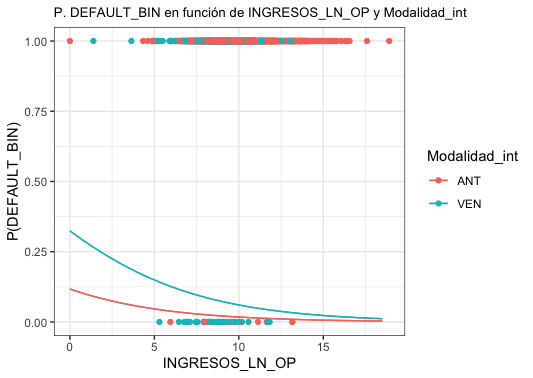 P. DEFAULT_BIN en función de INGRESOS_LN_OP y Modalidad_int
1.00
0.75
0.50
0.25
0.00
P(DEFAULT_BIN)
0 5 10 15
INGRESOS_LN_OP
Modalidad_int
ANT
VEN